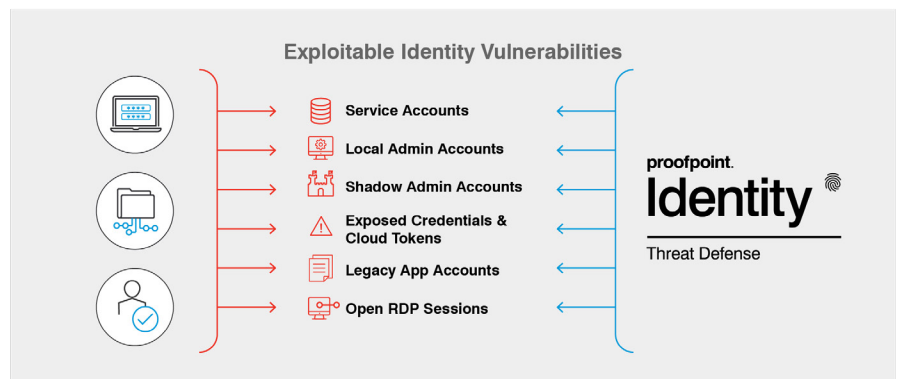 Exploitable Identity Vulnerabilities
Service Accounts
Local Admin Accounts
Shadow Admin Accounts
Exposed Credentials &
Cloud Tokens
Legacy App Accounts
Open RDP Sessions
proofpoint.
Identity
Threat Defense